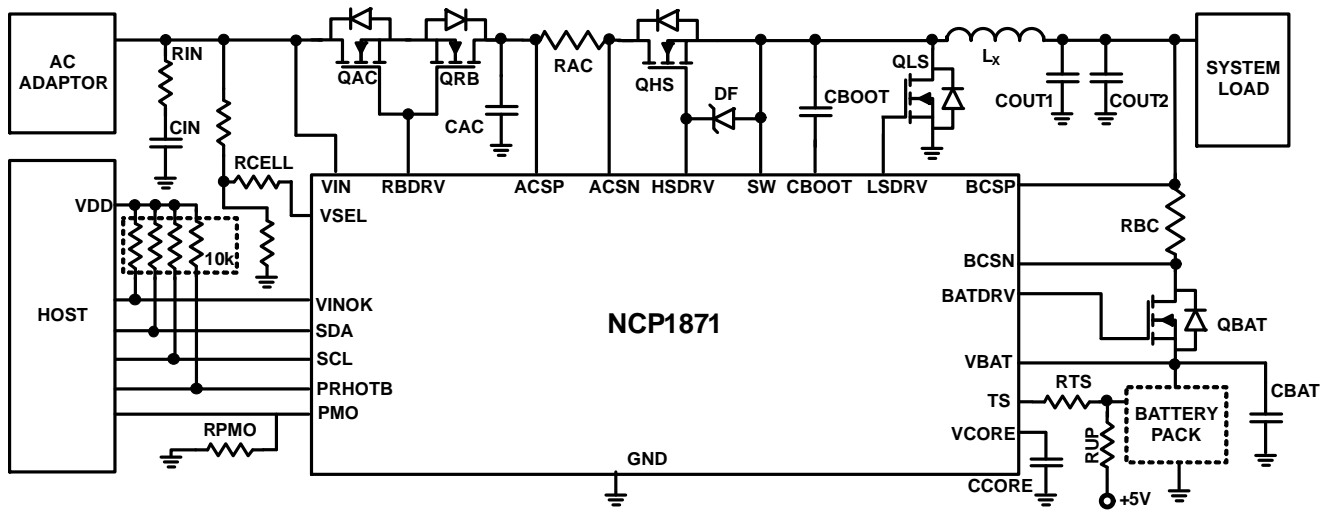 AC
ADAPTOR
RIN
CIN
QAC
QRB
CAC
RAC
QHS
DF
CBOOT
QLS
LX
COUT1
COUT2
SYSTEM
LOAD
RCELL
VIN
RBDRV
ACSP
ACSN
HSDRV
SW
CBOOT
LSDRV
BCSP
VSEL
VDD
10k
RBC
BCSN
HOST
VINOK
SDA
SCL
PRHOTB
PMO
RPMO
NCP1871
BATDRV
QBAT
VBAT
TS
RTS
BATTERY
PACK
CBAT
VCORE
RUP
GND
CCORE
+5V